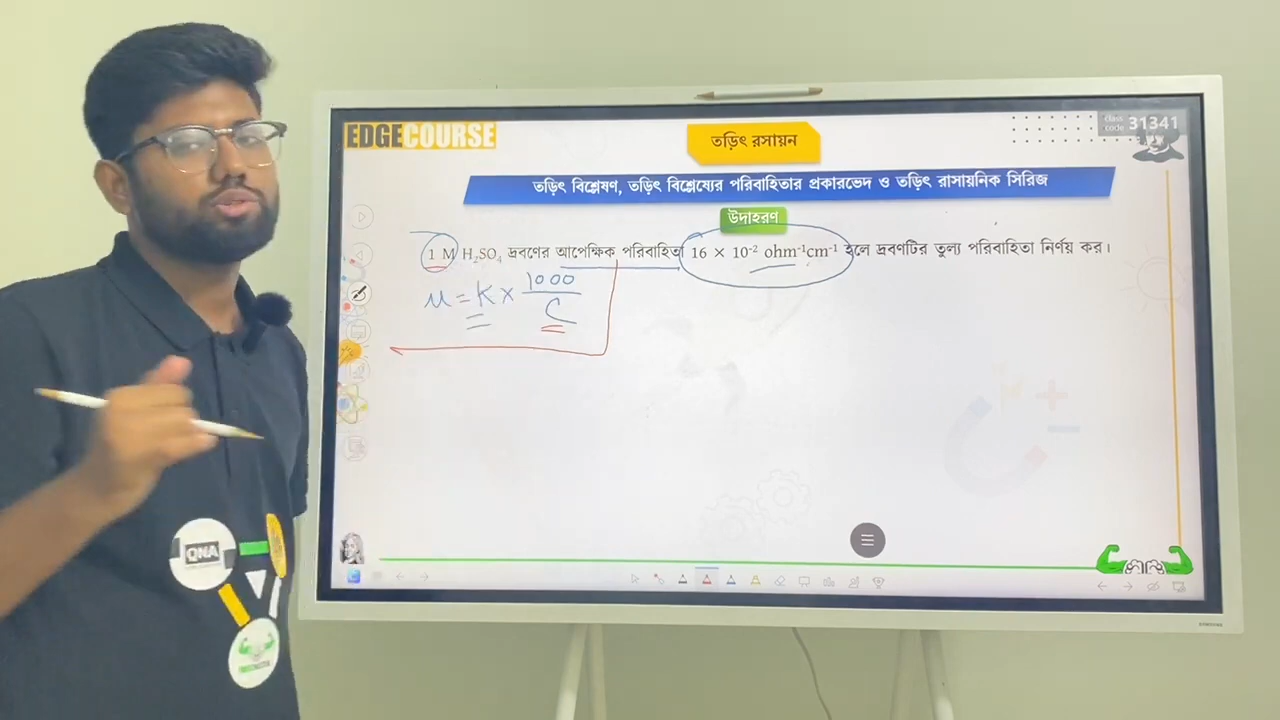 EDGECOURSE
তড়িৎ রসায়ন
class code 31341
তড়িৎ বিশ্লেষণ, তড়িৎ বিশ্লেষ্যের পরিবাহিতার প্রকারভেদ ও তড়িৎ রাসায়নিক সিরিজ
উদাহরণ
1 M H₂SO₄ দ্রবণের আপেক্ষিক পরিবাহিতা 16 × 10⁻² ohm⁻¹cm⁻¹ হলে দ্রবণটির তুল্য পরিবাহিতা নির্ণয় কর।
μ = K × 1000 / C
QNA
SAMSUNG